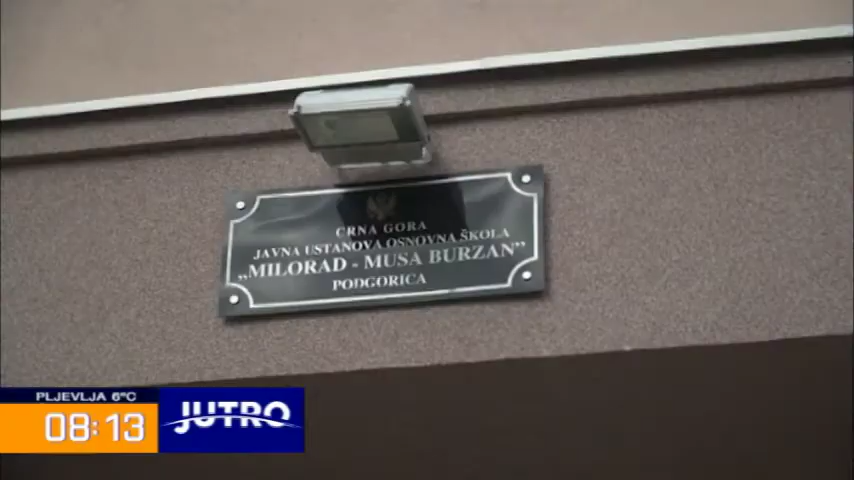 CRNA GORA
JAVNA USTANOVA OSNOVNA ŠKOLA
„MILORAD - MUSA BURZAN”
PODGORICA
PLJEVLJA 6°C
08:13
JUTRO